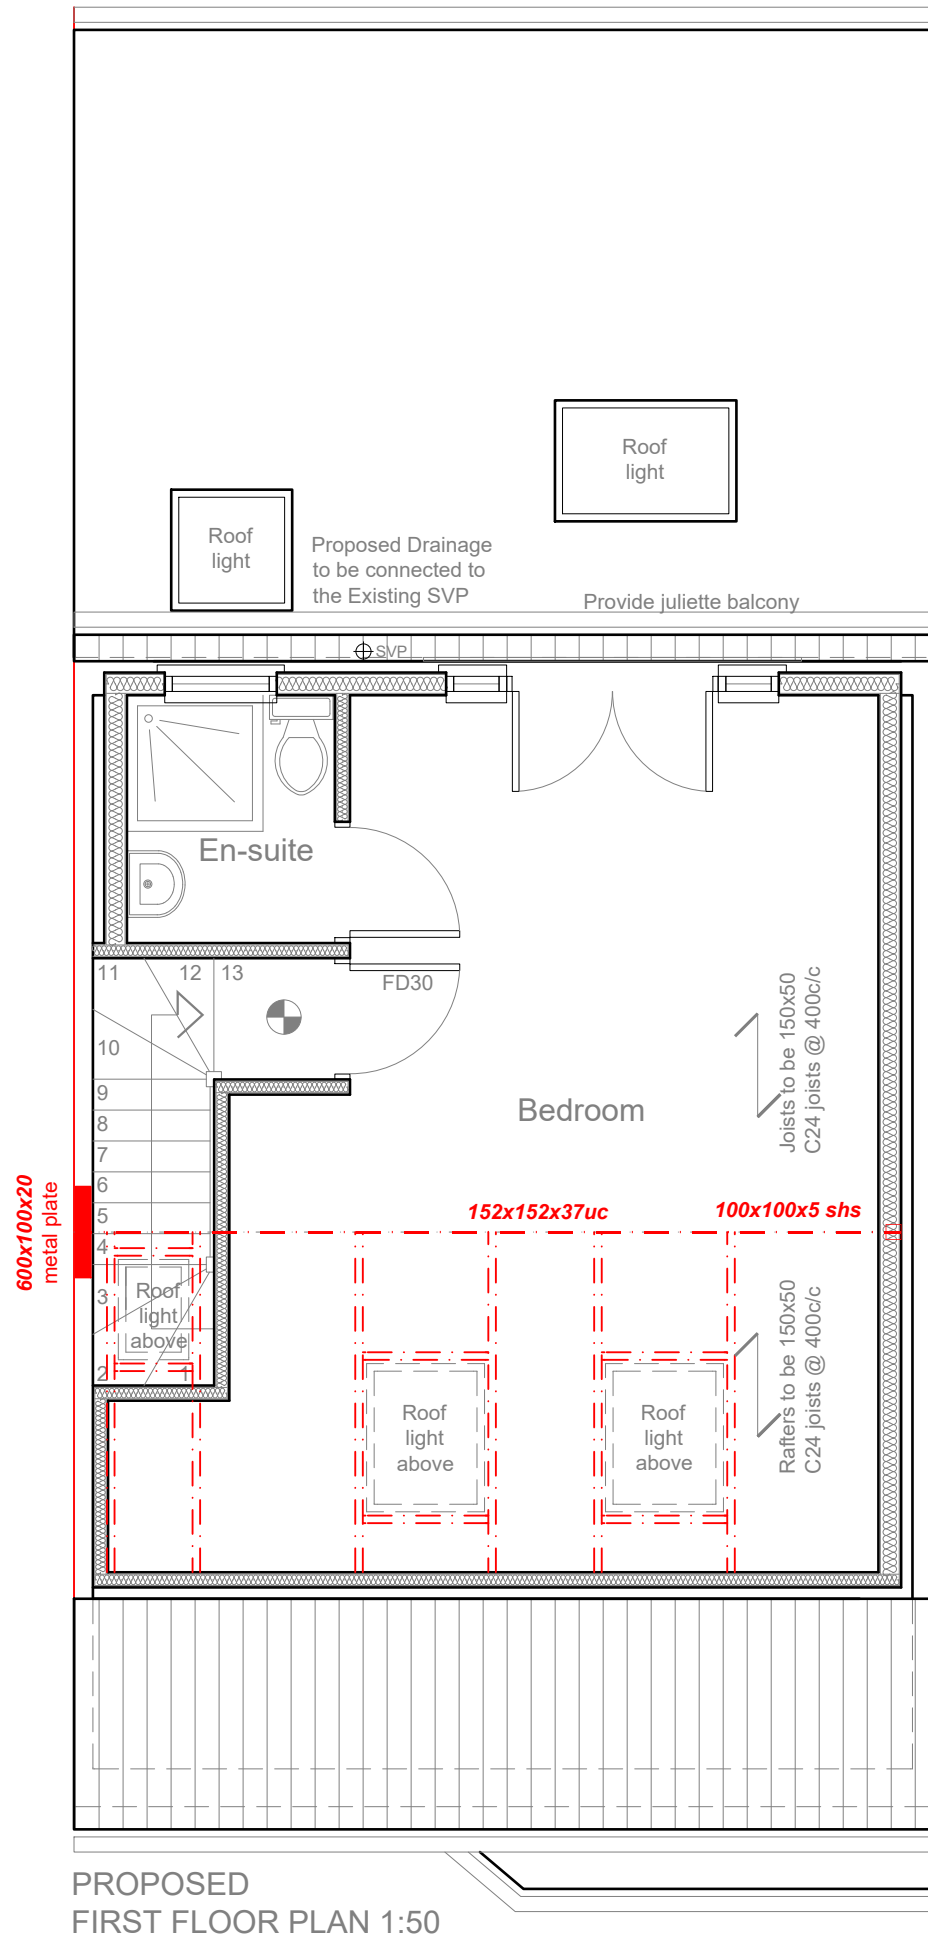 Roof
light
Roof
light
Proposed Drainage
to be connected to
the Existing SVP
Provide juliette balcony
SVP
En-suite
11
12
13
FD30
10
9
8
7
6
5
4
3
2
1
Joists to be 150x50
C24 joists @ 400c/c
Bedroom
600x100x20
metal plate
152x152x37uc
100x100x5 shs
Roof
light
above
Rafters to be 150x50
C24 joists @ 400c/c
Roof
light
above
Roof
light
above
PROPOSED
FIRST FLOOR PLAN 1:50